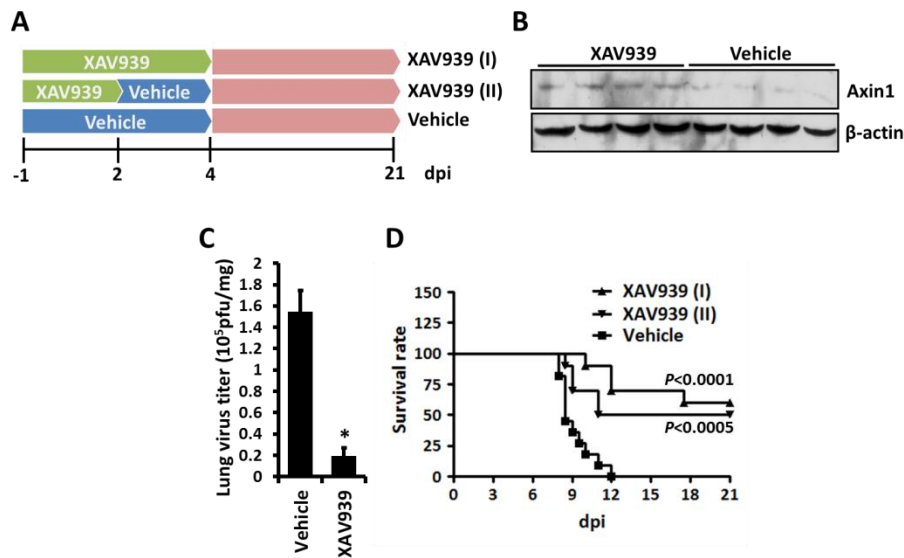 A
XAV939
XAV939 (I)
XAV939
Vehicle
XAV939 (II)
Vehicle
Vehicle
-1
2
4
21
dpi
B
XAV939
Vehicle
Axin1
β-actin
C
Lung virus titer (10⁵pfu/mg)
2
1.8
1.6
1.4
1.2
1
0.8
0.6
0.4
0.2
0
*
Vehicle
XAV939
D
XAV939 (I)
XAV939 (II)
Vehicle
Survival rate
150
125
100
75
50
25
0
P<0.0001
P<0.0005
0
3
6
9
12
15
18
21
dpi